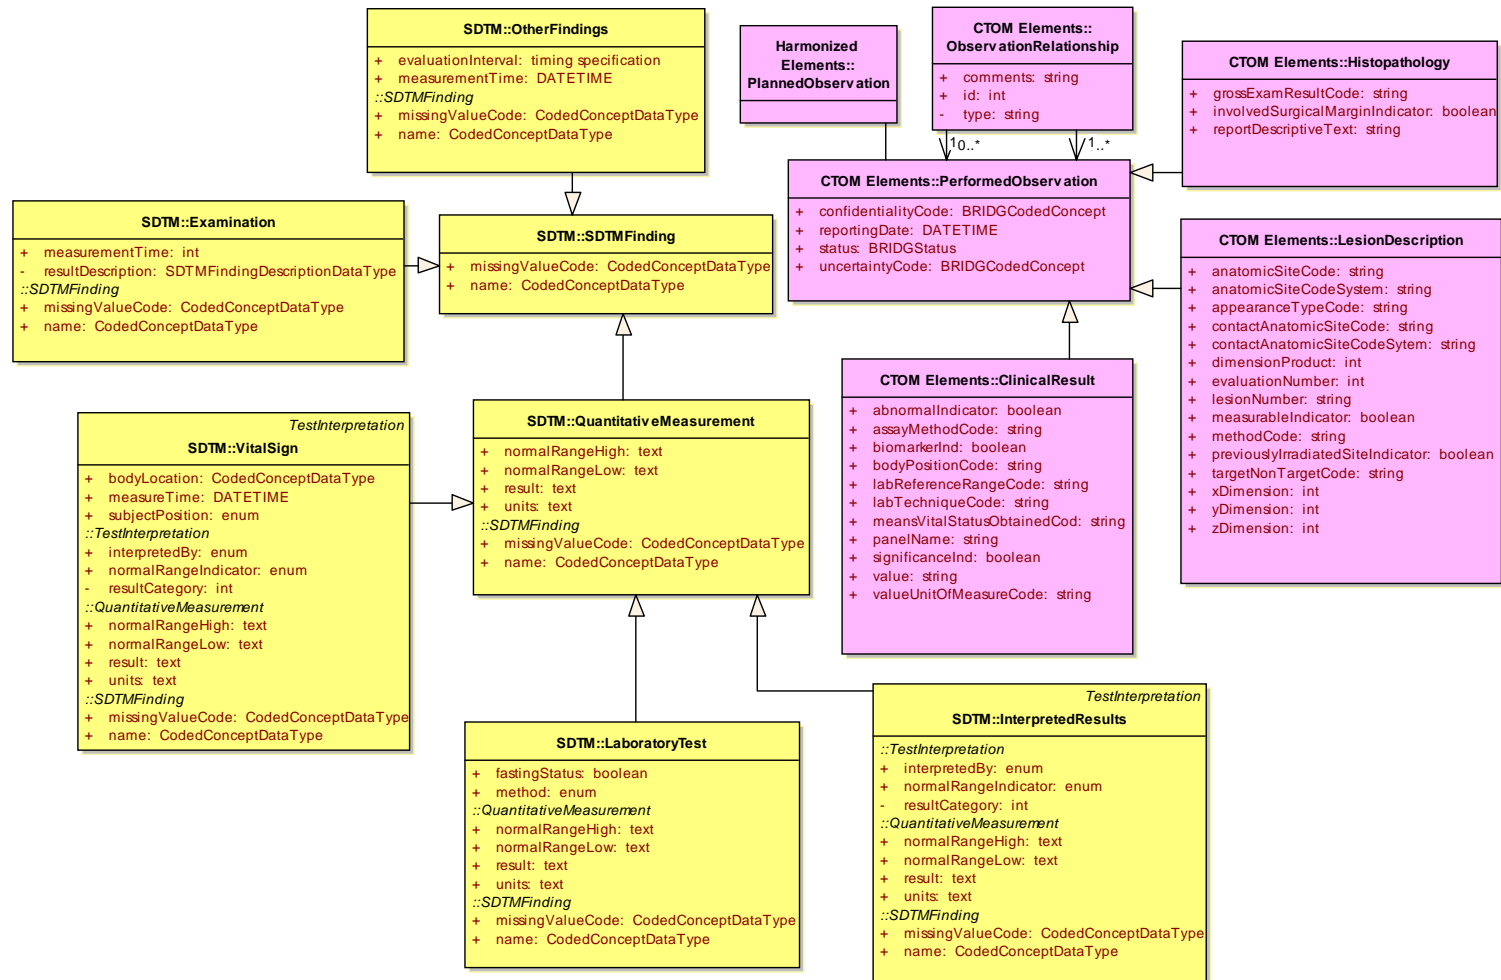 SDTM::OtherFindings
+ evaluationInterval: timing specification
+ measurementTime: DATETIME
::SDTMFinding
+ missingValueCode: CodedConceptDataType
+ name: CodedConceptDataType
Harmonized
Elements::
PlannedObservation
CTOM Elements::
ObservationRelationship
+ comments: string
+ id: int
- type: string
1
0..*
1..*
CTOM Elements::Histopathology
+ grossExamResultCode: string
+ involvedSurgicalMarginIndicator: boolean
+ reportDescriptiveText: string
CTOM Elements::PerformedObservation
+ confidentialityCode: BRIDGCodedConcept
+ reportingDate: DATETIME
+ status: BRIDGStatus
+ uncertaintyCode: BRIDGCodedConcept
SDTM::Examination
+ measurementTime: int
- resultDescription: SDTMFindingDescriptionDataType
::SDTMFinding
+ missingValueCode: CodedConceptDataType
+ name: CodedConceptDataType
SDTM::SDTMFinding
+ missingValueCode: CodedConceptDataType
+ name: CodedConceptDataType
CTOM Elements::LesionDescription
+ anatomicSiteCode: string
+ anatomicSiteCodeSystem: string
+ appearanceTypeCode: string
+ contactAnatomicSiteCode: string
+ contactAnatomicSiteCodeSytem: string
+ dimensionProduct: int
+ evaluationNumber: int
+ lesionNumber: string
+ measurableIndicator: boolean
+ methodCode: string
+ previouslyIrradiatedSiteIndicator: boolean
+ targetNonTargetCode: string
+ xDimension: int
+ yDimension: int
+ zDimension: int
CTOM Elements::ClinicalResult
+ abnormalIndicator: boolean
+ assayMethodCode: string
+ biomarkerInd: boolean
+ bodyPositionCode: string
+ labReferenceRangeCode: string
+ labTechniqueCode: string
+ meansVitalStatusObtainedCod: string
+ panelName: string
+ significanceInd: boolean
+ value: string
+ valueUnitOfMeasureCode: string
SDTM::QuantitativeMeasurement
+ normalRangeHigh: text
+ normalRangeLow: text
+ result: text
+ units: text
::SDTMFinding
+ missingValueCode: CodedConceptDataType
+ name: CodedConceptDataType
TestInterpretation
SDTM::VitalSign
+ bodyLocation: CodedConceptDataType
+ measureTime: DATETIME
+ subjectPosition: enum
::TestInterpretation
+ interpretedBy: enum
+ normalRangeIndicator: enum
- resultCategory: int
::QuantitativeMeasurement
+ normalRangeHigh: text
+ normalRangeLow: text
+ result: text
+ units: text
::SDTMFinding
+ missingValueCode: CodedConceptDataType
+ name: CodedConceptDataType
SDTM::LaboratoryTest
+ fastingStatus: boolean
+ method: enum
::QuantitativeMeasurement
+ normalRangeHigh: text
+ normalRangeLow: text
+ result: text
+ units: text
::SDTMFinding
+ missingValueCode: CodedConceptDataType
+ name: CodedConceptDataType
TestInterpretation
SDTM::InterpretedResults
::TestInterpretation
+ interpretedBy: enum
+ normalRangeIndicator: enum
- resultCategory: int
::QuantitativeMeasurement
+ normalRangeHigh: text
+ normalRangeLow: text
+ result: text
+ units: text
::SDTMFinding
+ missingValueCode: CodedConceptDataType
+ name: CodedConceptDataType